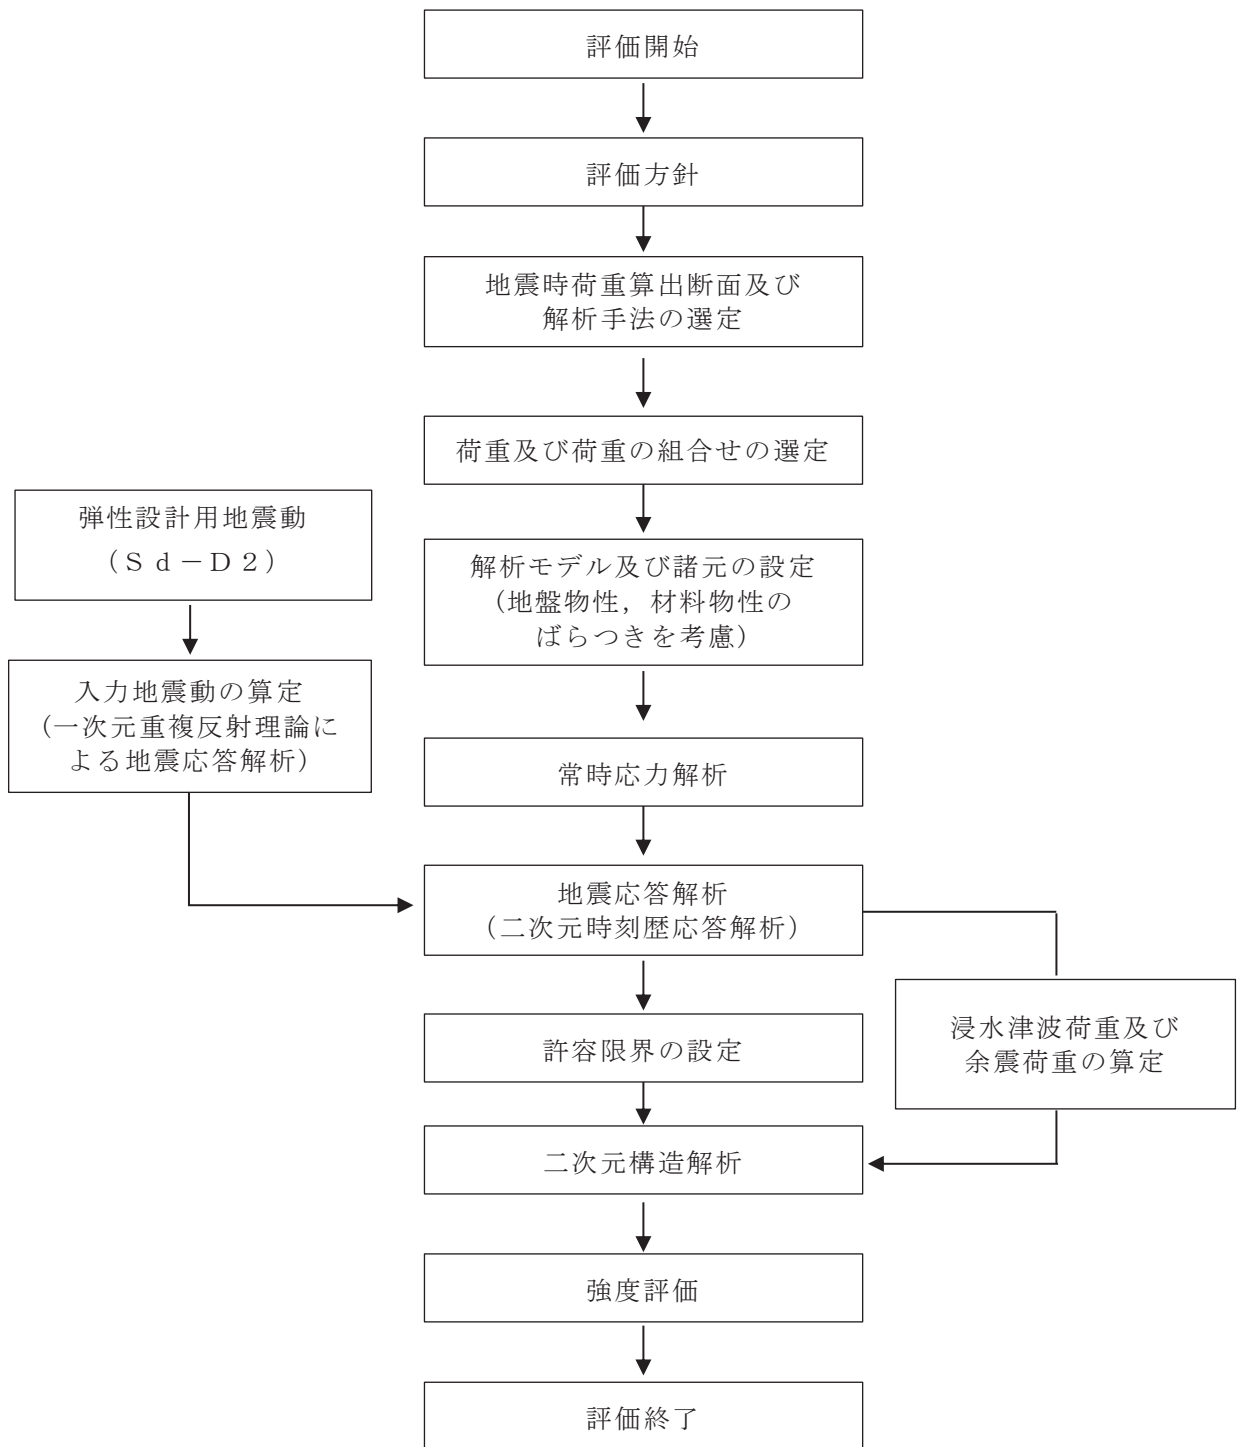 評価開始
評価方針
地震時荷重算出断面及び
解析手法の選定
荷重及び荷重の組合せの選定
弾性設計用地震動
（Ｓｄ－Ｄ２）
解析モデル及び諸元の設定
（地盤物性，材料物性の
ばらつきを考慮）
入力地震動の算定
（一次元重複反射理論に
よる地震応答解析）
常時応力解析
地震応答解析
（二次元時刻歴応答解析）
浸水津波荷重及び
余震荷重の算定
許容限界の設定
二次元構造解析
強度評価
評価終了